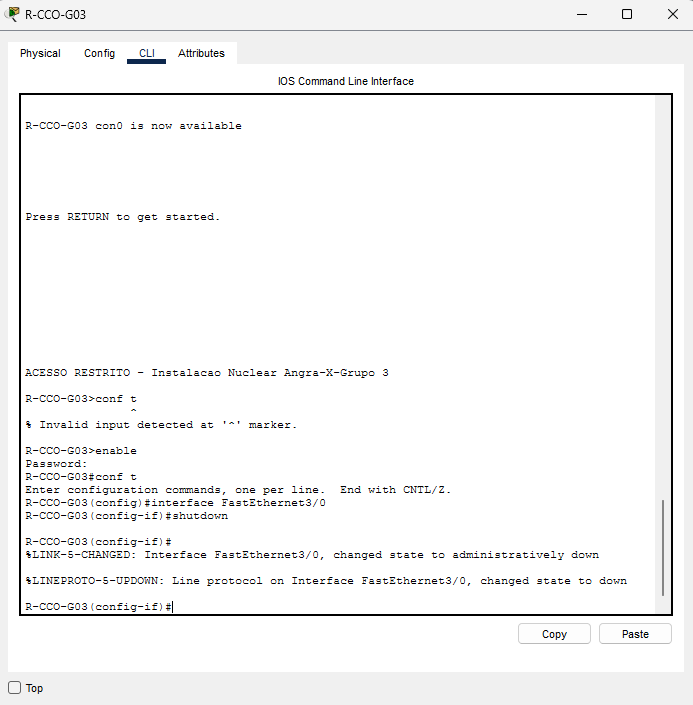 R-CCO-G03
Physical Config CLI Attributes
IOS Command Line Interface
R-CCO-G03 con0 is now available
Press RETURN to get started.
ACESSO RESTRITO - Instalacao Nuclear Angra-X-Grupo 3
R-CCO-G03>conf t
^
% Invalid input detected at '^' marker.
R-CCO-G03>enable
Password:
R-CCO-G03#conf t
Enter configuration commands, one per line.  End with CNTL/Z.
R-CCO-G03(config)#interface FastEthernet3/0
R-CCO-G03(config-if)#shutdown
R-CCO-G03(config-if)#
%LINK-5-CHANGED: Interface FastEthernet3/0, changed state to administratively down
%LINEPROTO-5-UPDOWN: Line protocol on Interface FastEthernet3/0, changed state to down
R-CCO-G03(config-if)#
Copy Paste
Top